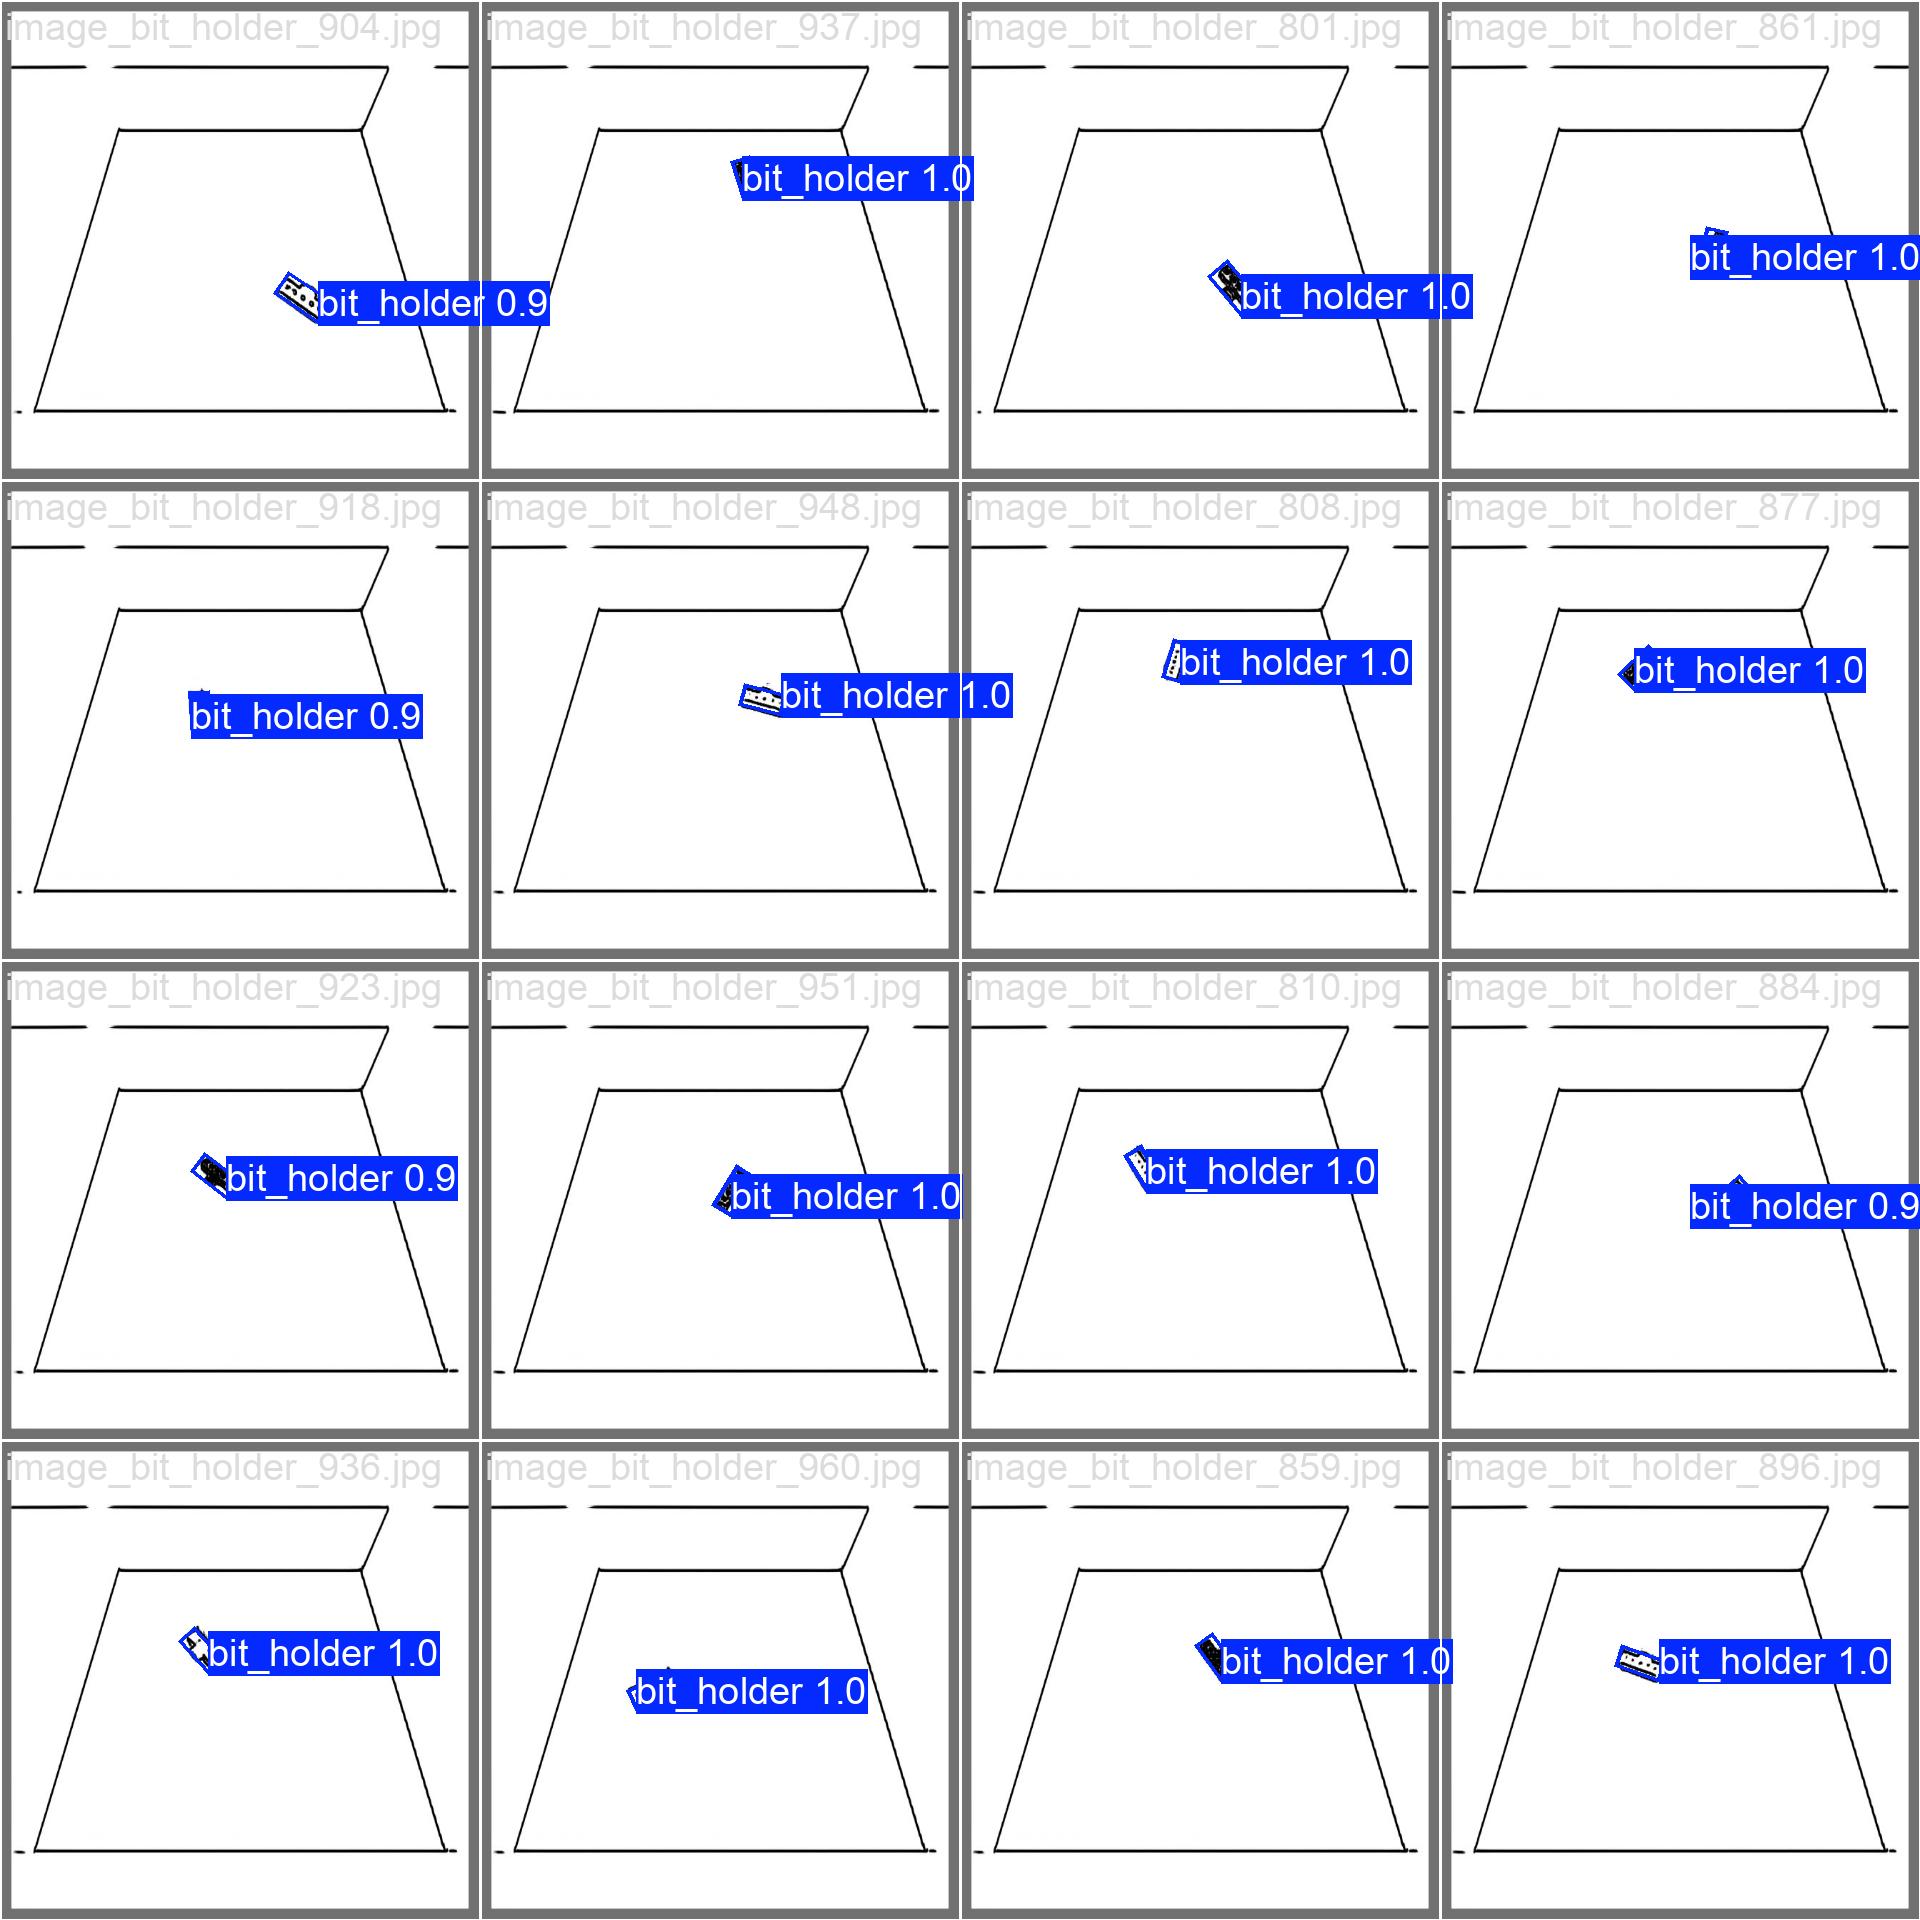 image_bit_holder_904.jpg image_bit_holder_937.jpg image_bit_holder_801.jpg image_bit_holder_861.jpg
bit_holder 0.9 bit_holder 1.0 bit_holder 1.0 bit_holder 1.0
image_bit_holder_918.jpg image_bit_holder_948.jpg image_bit_holder_808.jpg image_bit_holder_877.jpg
bit_holder 0.9 bit_holder 1.0 bit_holder 1.0 bit_holder 1.0
image_bit_holder_923.jpg image_bit_holder_951.jpg image_bit_holder_810.jpg image_bit_holder_884.jpg
bit_holder 0.9 bit_holder 1.0 bit_holder 1.0 bit_holder 0.9
image_bit_holder_936.jpg image_bit_holder_960.jpg image_bit_holder_859.jpg image_bit_holder_896.jpg
bit_holder 1.0 bit_holder 1.0 bit_holder 1.0 bit_holder 1.0